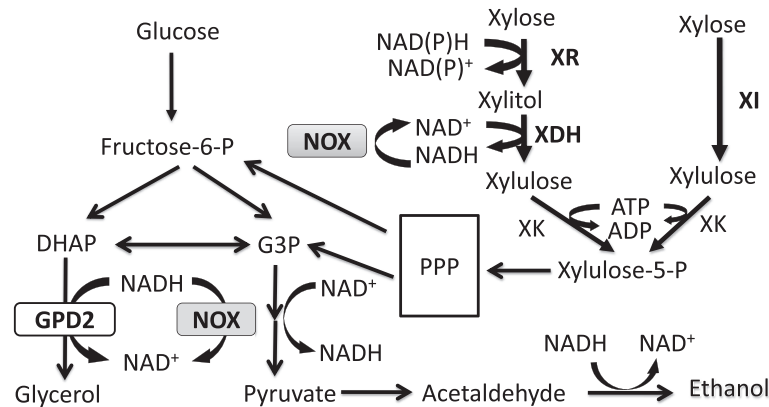 Glucose
Xylose
Xylose
NAD(P)H
NAD(P)⁺
XR
XI
Xylitol
NOX
NAD⁺
NADH
XDH
Fructose-6-P
Xylulose
Xylulose
XK
ATP
ADP
XK
DHAP
G3P
PPP
Xylulose-5-P
NADH
NAD⁺
GPD2
NOX
NAD⁺
NADH
NADH
NAD⁺
Glycerol
Pyruvate
Acetaldehyde
Ethanol